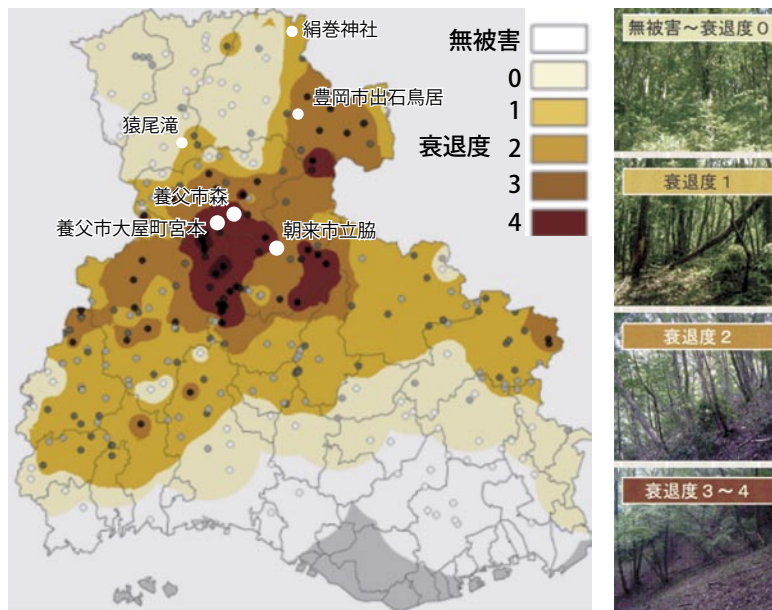 絹巻神社
豊岡市出石鳥居
猿尾滝
養父市森
養父市大屋町宮本
朝来市立脇
無被害
0
1
衰退度 2
3
4
無被害～衰退度０
衰退度１
衰退度２
衰退度３～４